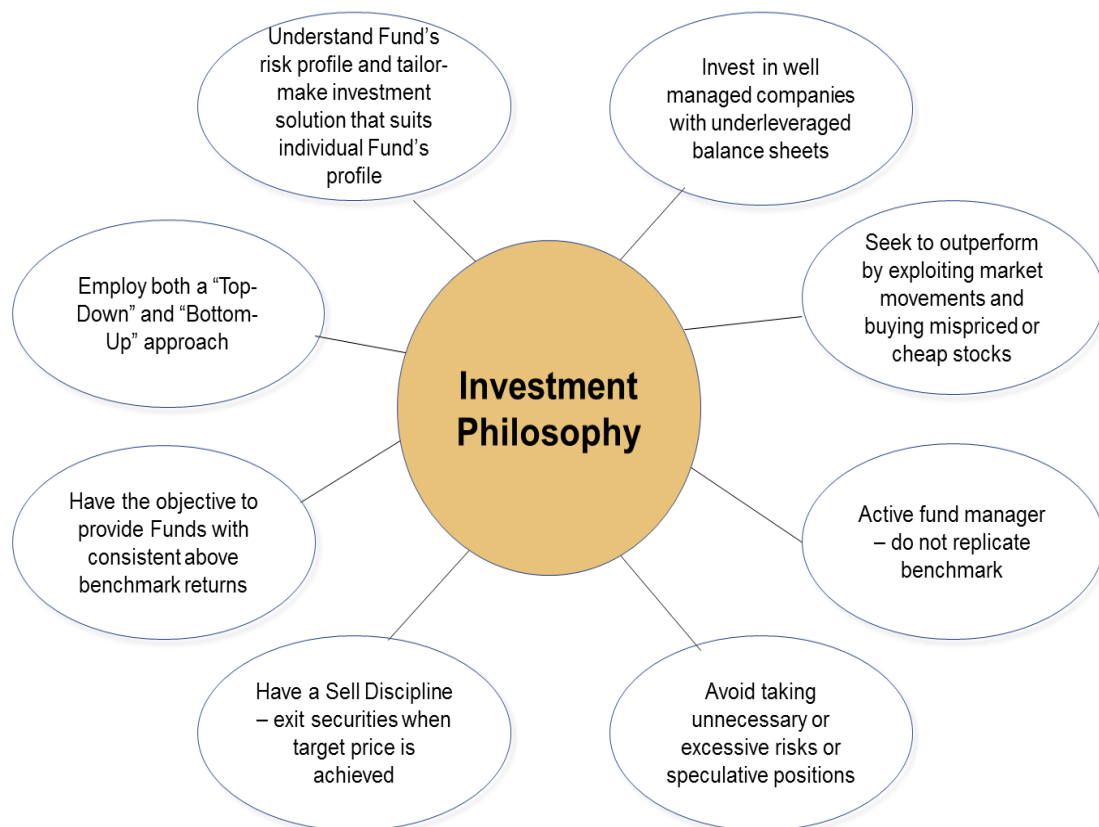 Understand Fund’s
risk profile and tailor-
make investment
solution that suits
individual Fund’s
profile
Invest in well
managed companies
with underleveraged
balance sheets
Seek to outperform
by exploiting market
movements and
buying mispriced or
cheap stocks
Employ both a “Top-
Down” and “Bottom-
Up” approach
Investment
Philosophy
Have the objective to
provide Funds with
consistent above
benchmark returns
Active fund manager
– do not replicate
benchmark
Have a Sell Discipline
– exit securities when
target price is
achieved
Avoid taking
unnecessary or
excessive risks or
speculative positions